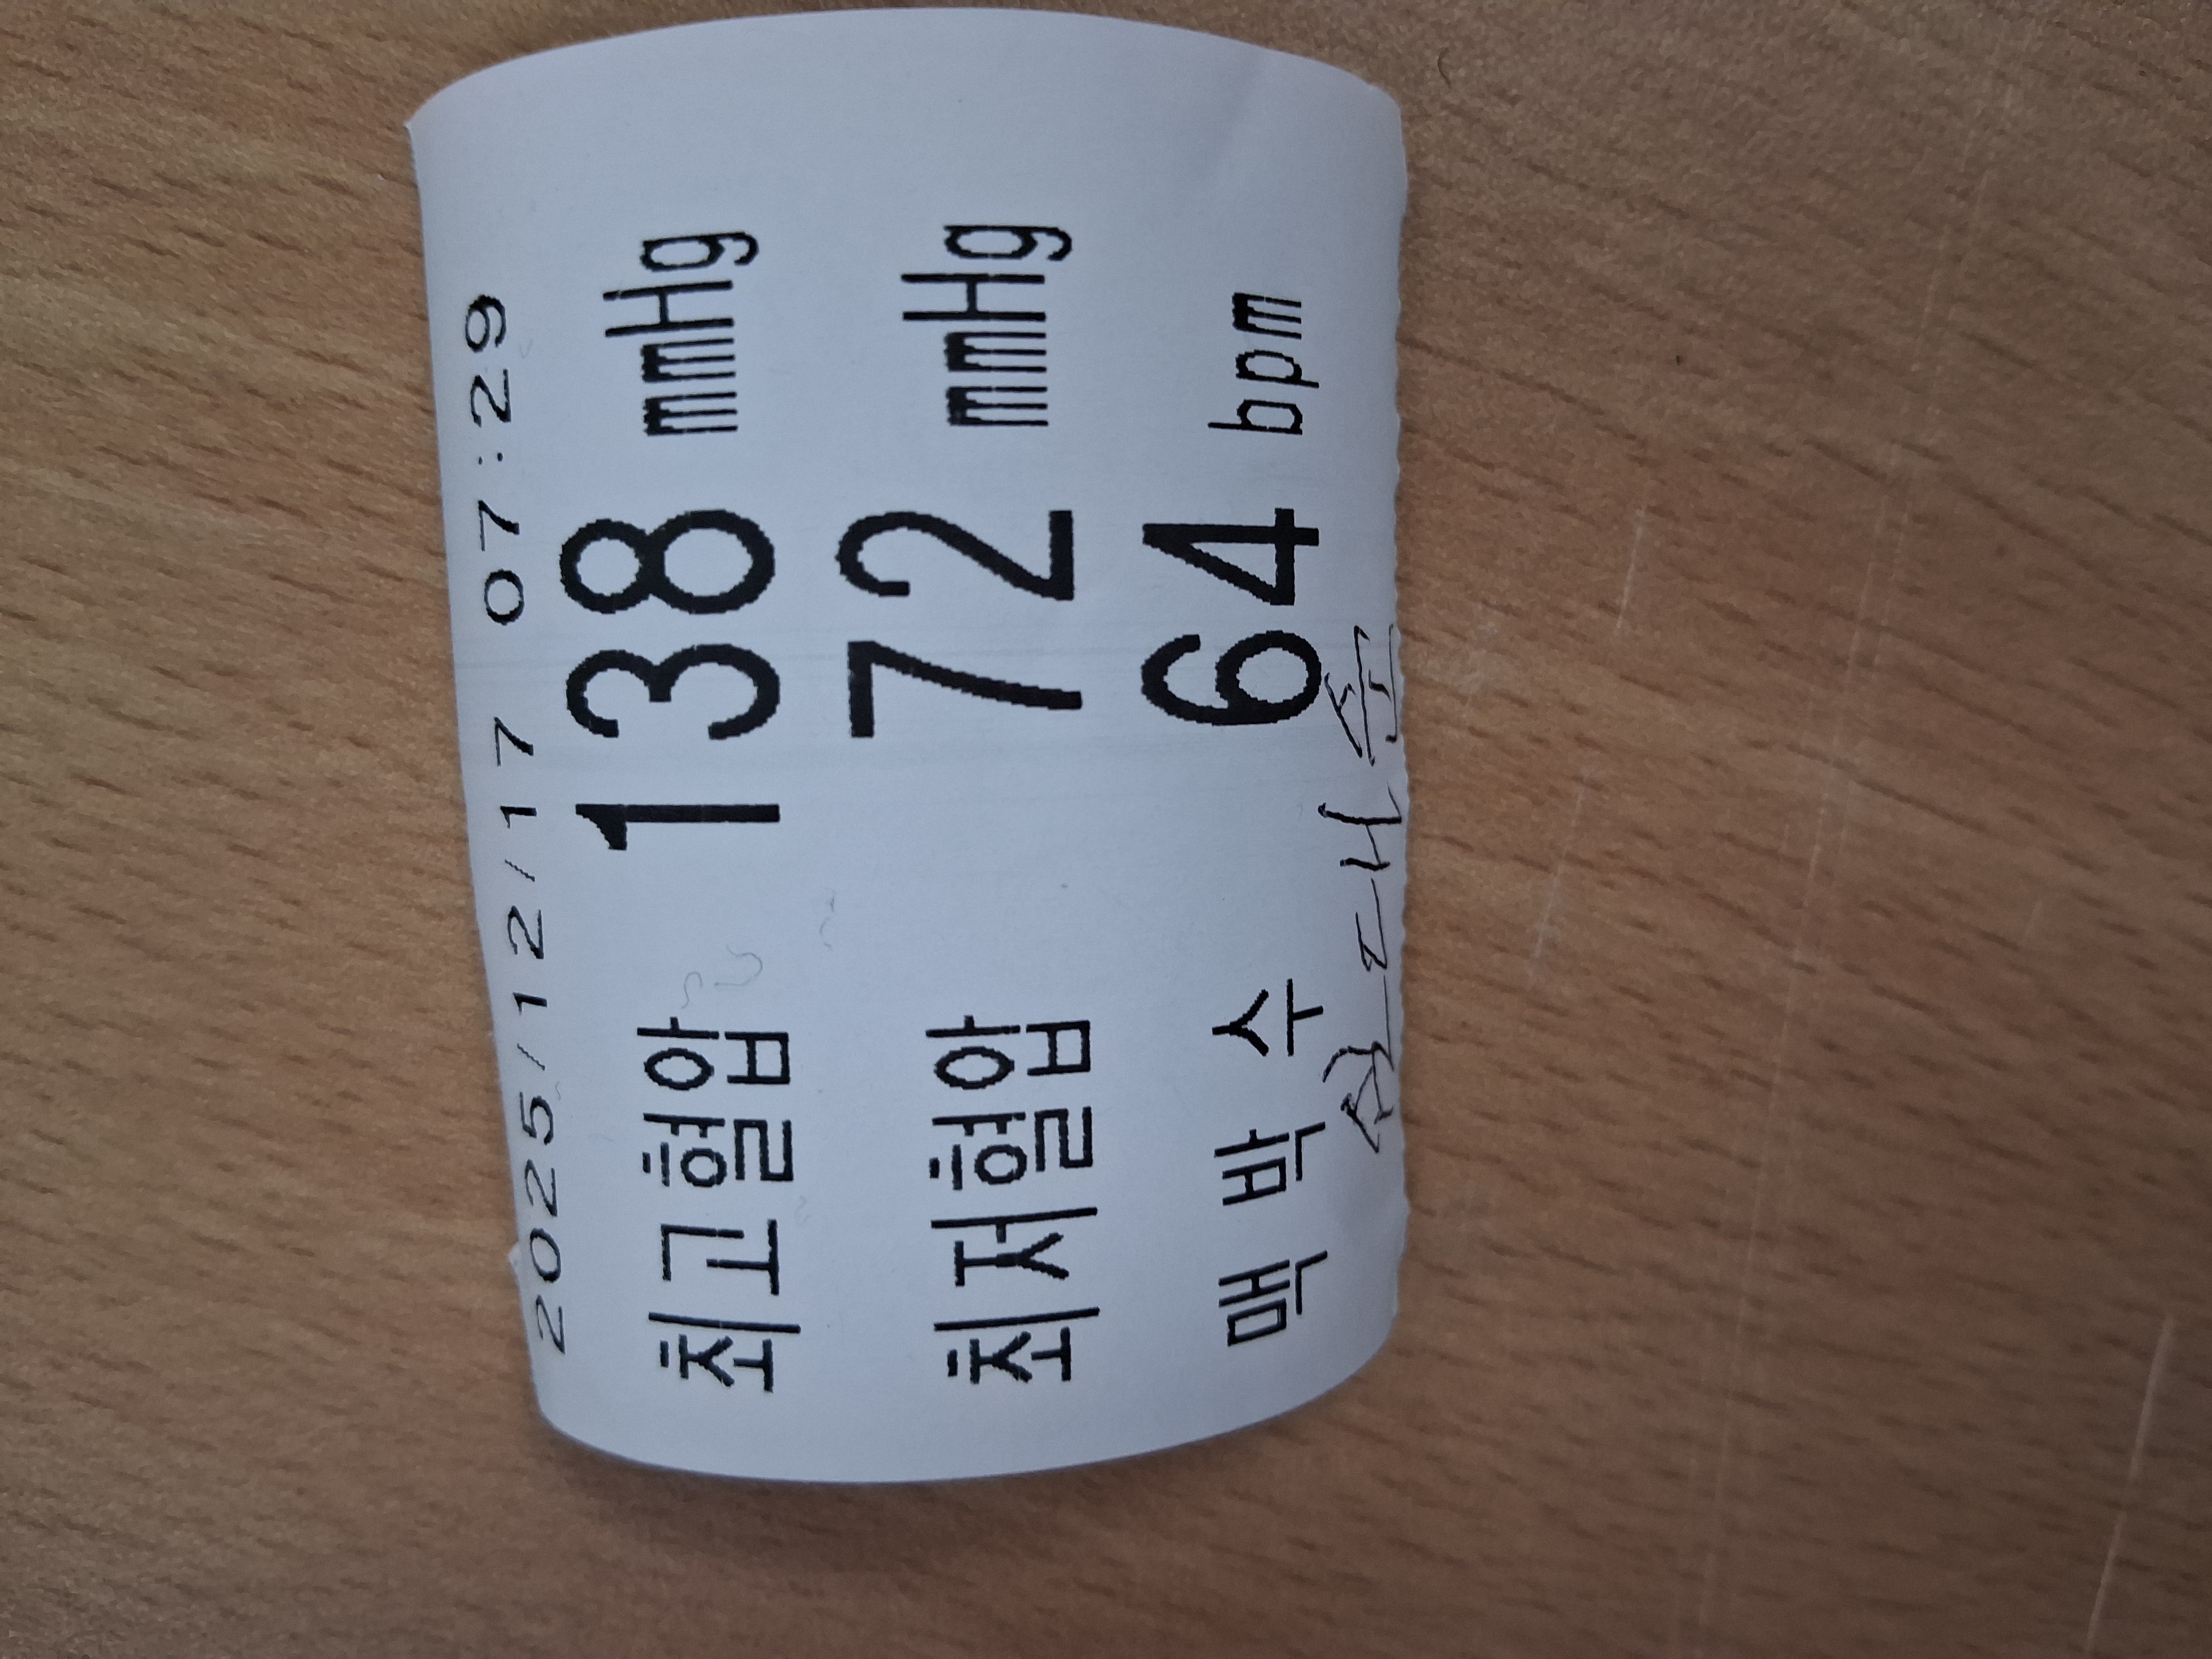 2025/12/17 07:29
최고혈압 138 mmHg
최저혈압 72 mmHg
맥 박 수 64 bpm